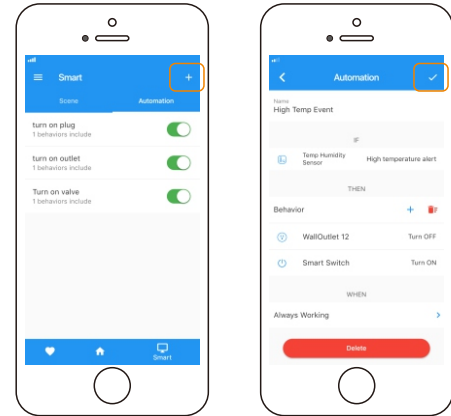 Smart
Scene Automation
turn on plug
1 behaviors include
turn on outlet
1 behaviors include
Turn on valve
1 behaviors include
Smart
Automation
Name
High Temp Event
IF
Temp Humidity
Sensor
High temperature alert
THEN
Behavior
WallOutlet 12 Turn OFF
Smart Switch Turn ON
WHEN
Always Working
Delete